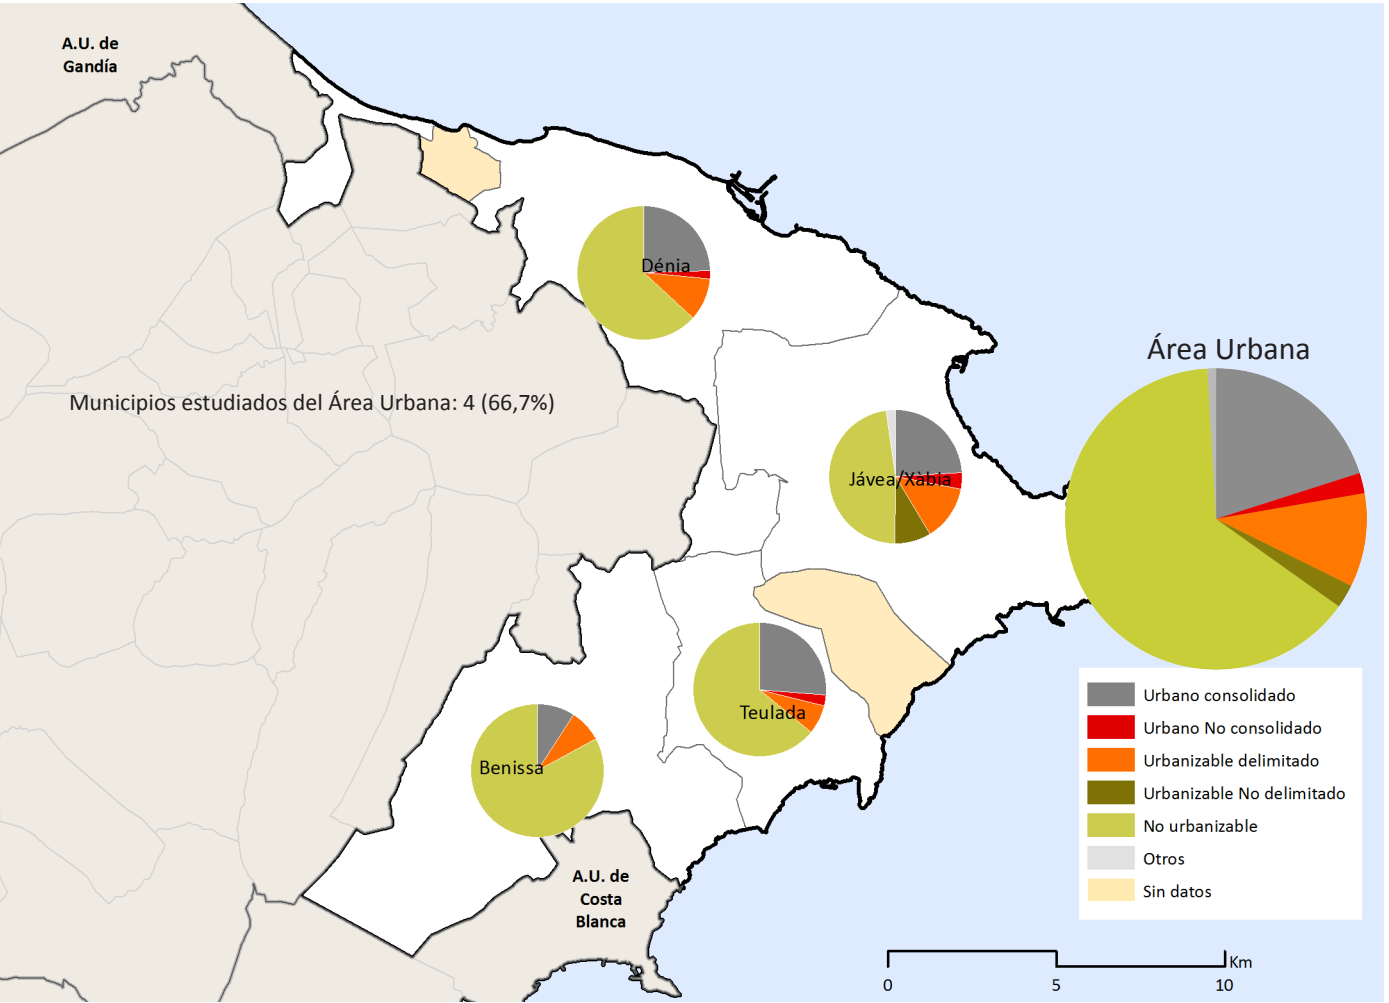 A.U. de
Gandía
Dénia
Área Urbana
Municipios estudiados del Área Urbana: 4 (66,7%)
Jávea/Xàbia
Teulada
Benissa
A.U. de
Costa
Blanca
Urbano consolidado
Urbano No consolidado
Urbanizable delimitado
Urbanizable No delimitado
No urbanizable
Otros
Sin datos
Km
0 5 10